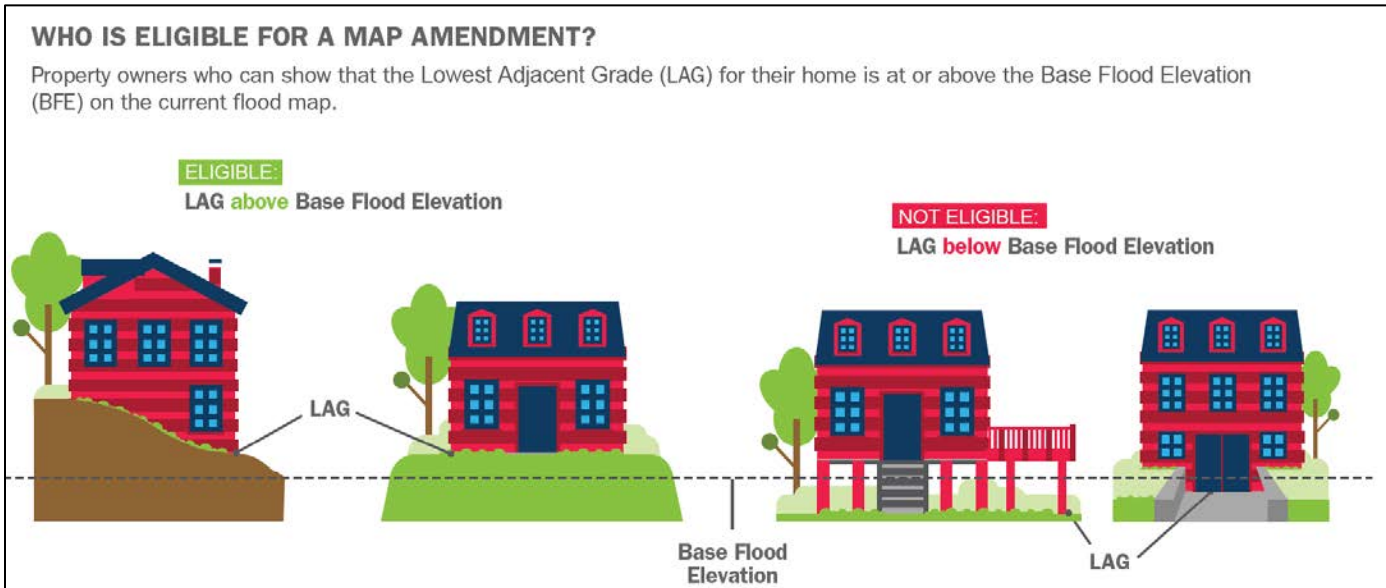 WHO IS ELIGIBLE FOR A MAP AMENDMENT?
Property owners who can show that the Lowest Adjacent Grade (LAG) for their home is at or above the Base Flood Elevation
(BFE) on the current flood map.
ELIGIBLE:
LAG above Base Flood Elevation
NOT ELIGIBLE:
LAG below Base Flood Elevation
LAG
Base Flood
Elevation
LAG